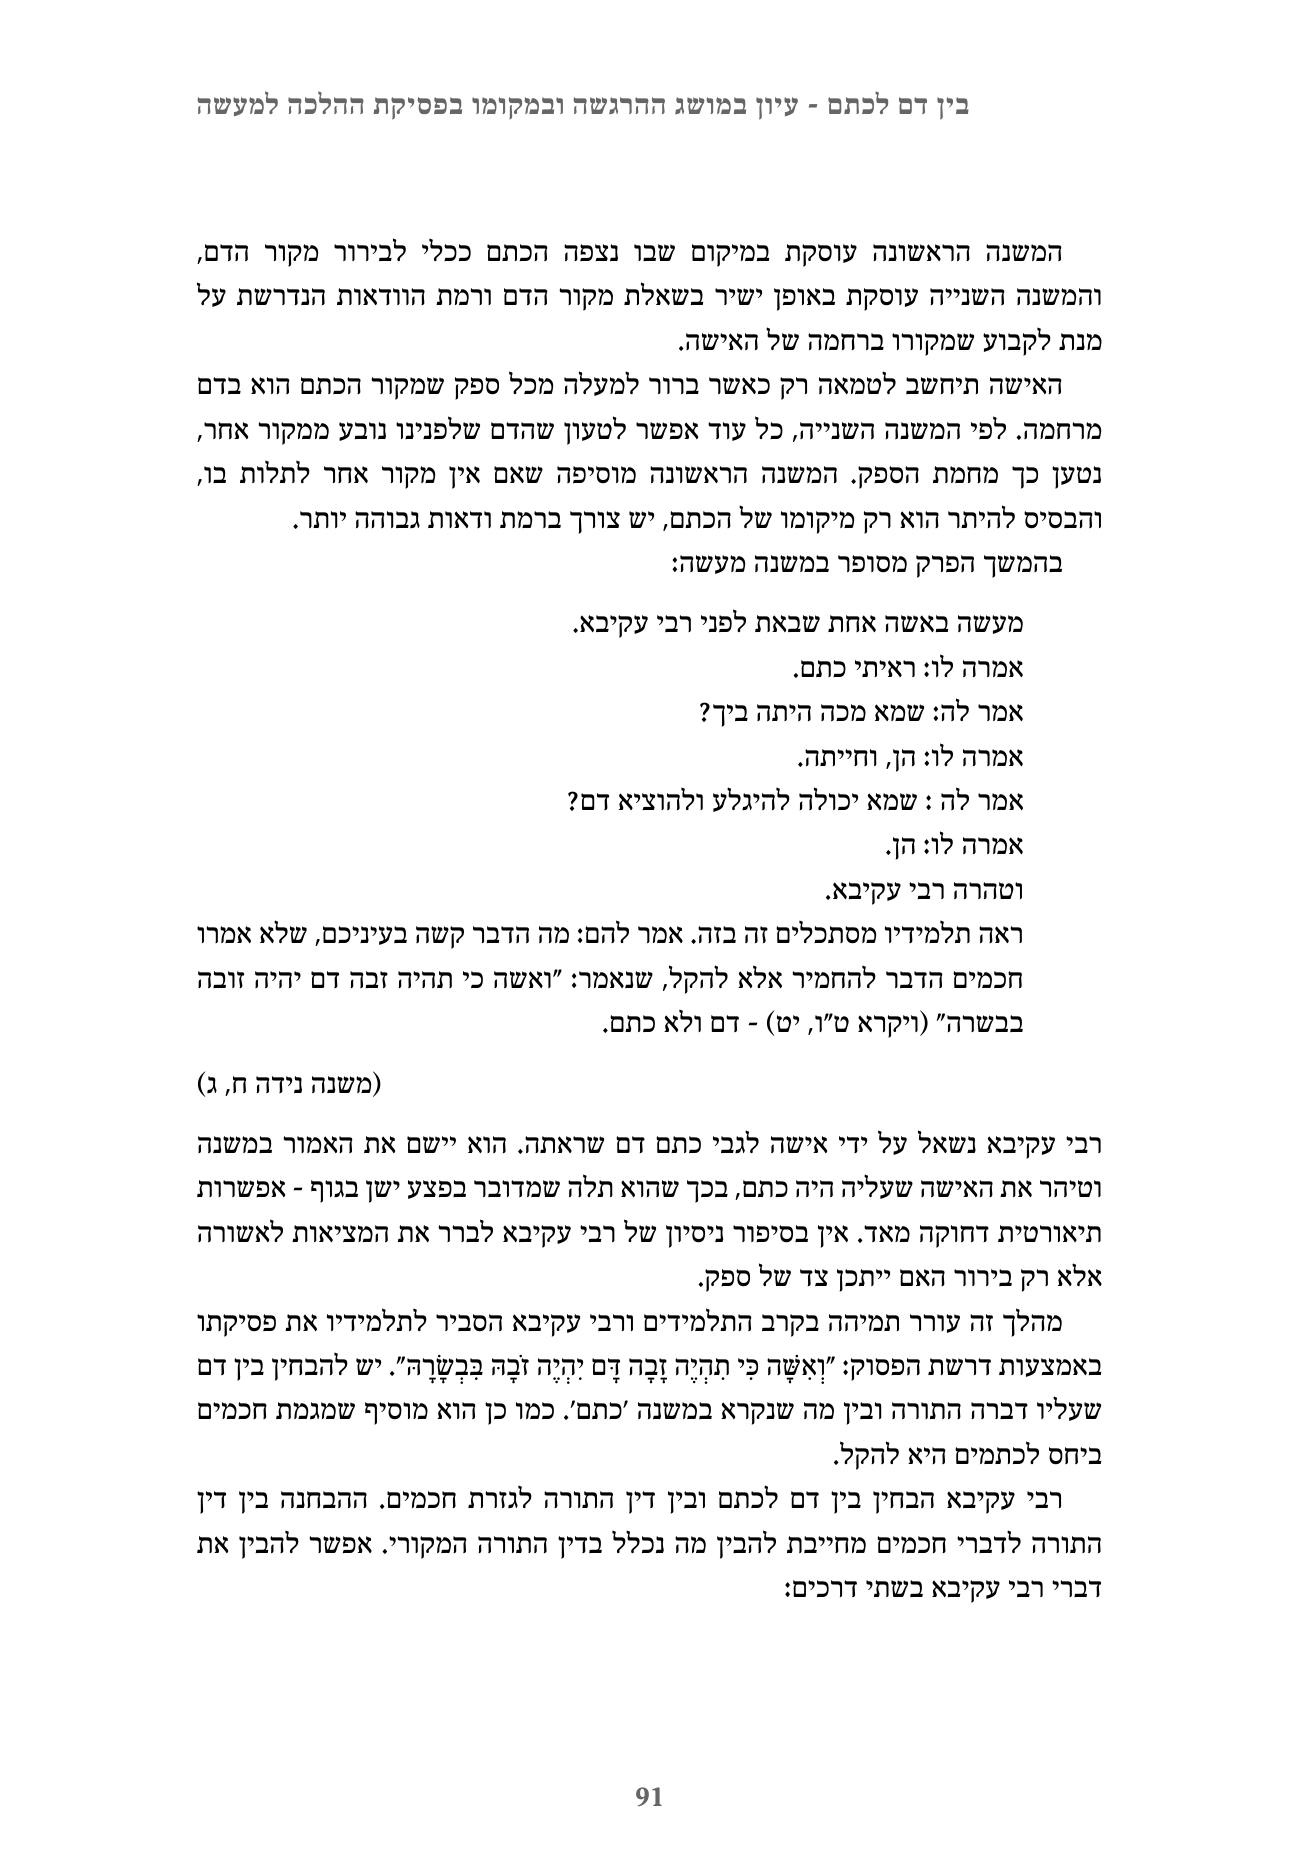 בין דם לכתם - עיון במושג ההרגשה ובמקומו בפסיקת ההלכה למעשה
המשנה הראשונה עוסקת במיקום שבו נצפה הכתם ככלי לבירור מקור הדם,
והמשנה השנייה עוסקת באופן ישיר בשאלת מקור הדם ורמת הוודאות הנדרשת על
מנת לקבוע שמקורו ברחמה של האישה.
האישה תיחשב לטמאה רק כאשר ברור למעלה מכל ספק שמקור הכתם הוא בדם
מרחמה. לפי המשנה השנייה, כל עוד אפשר לטעון שהדם שלפנינו נובע ממקור אחר,
נטען כך מחמת הספק. המשנה הראשונה מוסיפה שאם אין מקור אחר לתלות בו,
והבסיס להיתר הוא רק מיקומו של הכתם, יש צורך ברמת ודאות גבוהה יותר.
בהמשך הפרק מסופר במשנה מעשה:
מעשה באשה אחת שבאת לפני רבי עקיבא.
אמרה לו: ראיתי כתם.
אמר לה: שמא מכה היתה ביך?
אמרה לו: הן, וחייתה.
אמר לה : שמא יכולה להיגלע ולהוציא דם?
אמרה לו: הן.
וטהרה רבי עקיבא.
ראה תלמידיו מסתכלים זה בזה. אמר להם: מה הדבר קשה בעיניכם, שלא אמרו
חכמים הדבר להחמיר אלא להקל, שנאמר: "ואשה כי תהיה זבה דם יהיה זובה
בבשרה" (ויקרא ט"ו, יט) - דם ולא כתם.
(משנה נידה ח, ג)
רבי עקיבא נשאל על ידי אישה לגבי כתם דם שראתה. הוא יישם את האמור במשנה
וטיהר את האישה שעליה היה כתם, בכך שהוא תלה שמדובר בפצע ישן בגוף - אפשרות
תיאורטית דחוקה מאד. אין בסיפור ניסיון של רבי עקיבא לברר את המציאות לאשורה
אלא רק בירור האם ייתכן צד של ספק.
מהלך זה עורר תמיהה בקרב התלמידים ורבי עקיבא הסביר לתלמידיו את פסיקתו
באמצעות דרשת הפסוק: "וְאִשָּׁה כִּי תִהְיֶה זָבָה דָּם יִהְיֶה זֹבָהּ בִּבְשָׂרָהּ". יש להבחין בין דם
שעליו דברה התורה ובין מה שנקרא במשנה 'כתם'. כמו כן הוא מוסיף שמגמת חכמים
ביחס לכתמים היא להקל.
רבי עקיבא הבחין בין דם לכתם ובין דין התורה לגזרת חכמים. ההבחנה בין דין
התורה לדברי חכמים מחייבת להבין מה נכלל בדין התורה המקורי. אפשר להבין את
דברי רבי עקיבא בשתי דרכים:
91